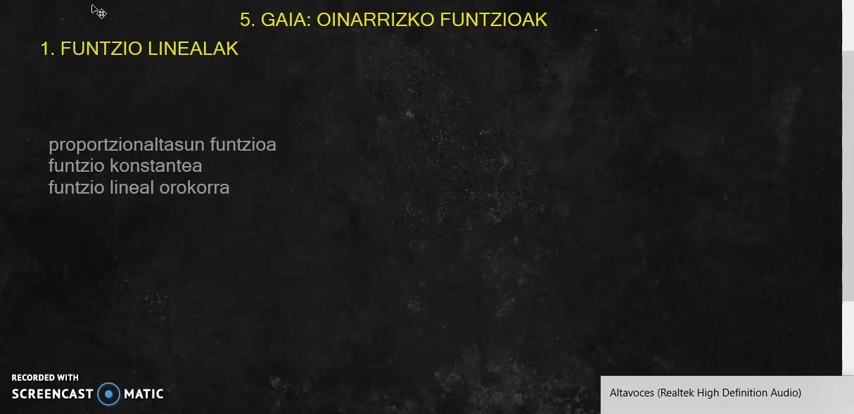 5. GAIA: OINARRIZKO FUNTZIOAK
1. FUNTZIO LINEALAK
proportzionaltasun funtzioa
funtzio konstantea
funtzio lineal orokorra
RECORDED WITH
SCREENCAST MATIC
Altavoces (Realtek High Definition Audio)